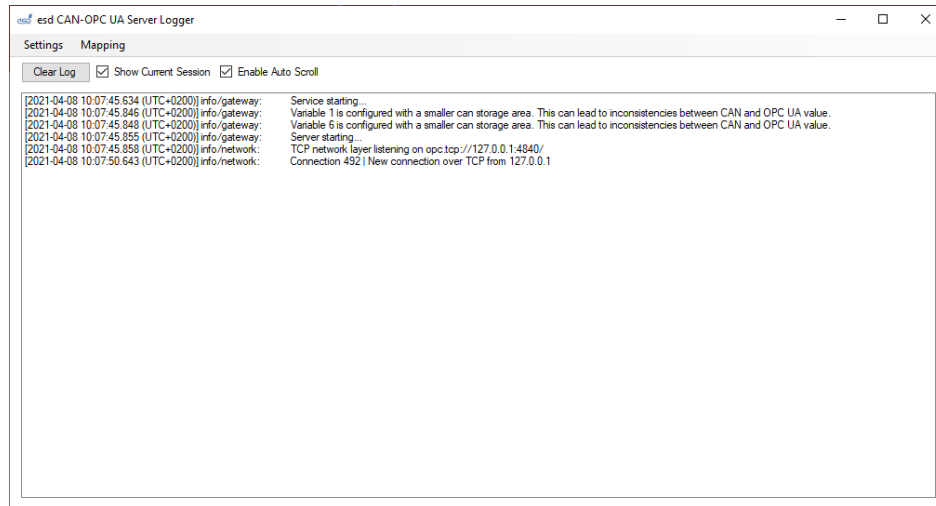 esd CAN-OPC UA Server Logger
Settings Mapping
Clear Log Show Current Session Enable Auto Scroll
[2021-04-08 10:07:45.634 (UTC+0200)] info/gateway: Service starting...
[2021-04-08 10:07:45.846 (UTC+0200)] info/gateway: Variable 1 is configured with a smaller can storage area. This can lead to inconsistencies between CAN and OPC UA value.
[2021-04-08 10:07:45.848 (UTC+0200)] info/gateway: Variable 6 is configured with a smaller can storage area. This can lead to inconsistencies between CAN and OPC UA value.
[2021-04-08 10:07:45.855 (UTC+0200)] info/gateway: Server starting...
[2021-04-08 10:07:45.858 (UTC+0200)] info/network: TCP network layer listening on opc.tcp://127.0.0.1:4840/
[2021-04-08 10:07:50.643 (UTC+0200)] info/network: Connection 492 | New connection over TCP from 127.0.0.1